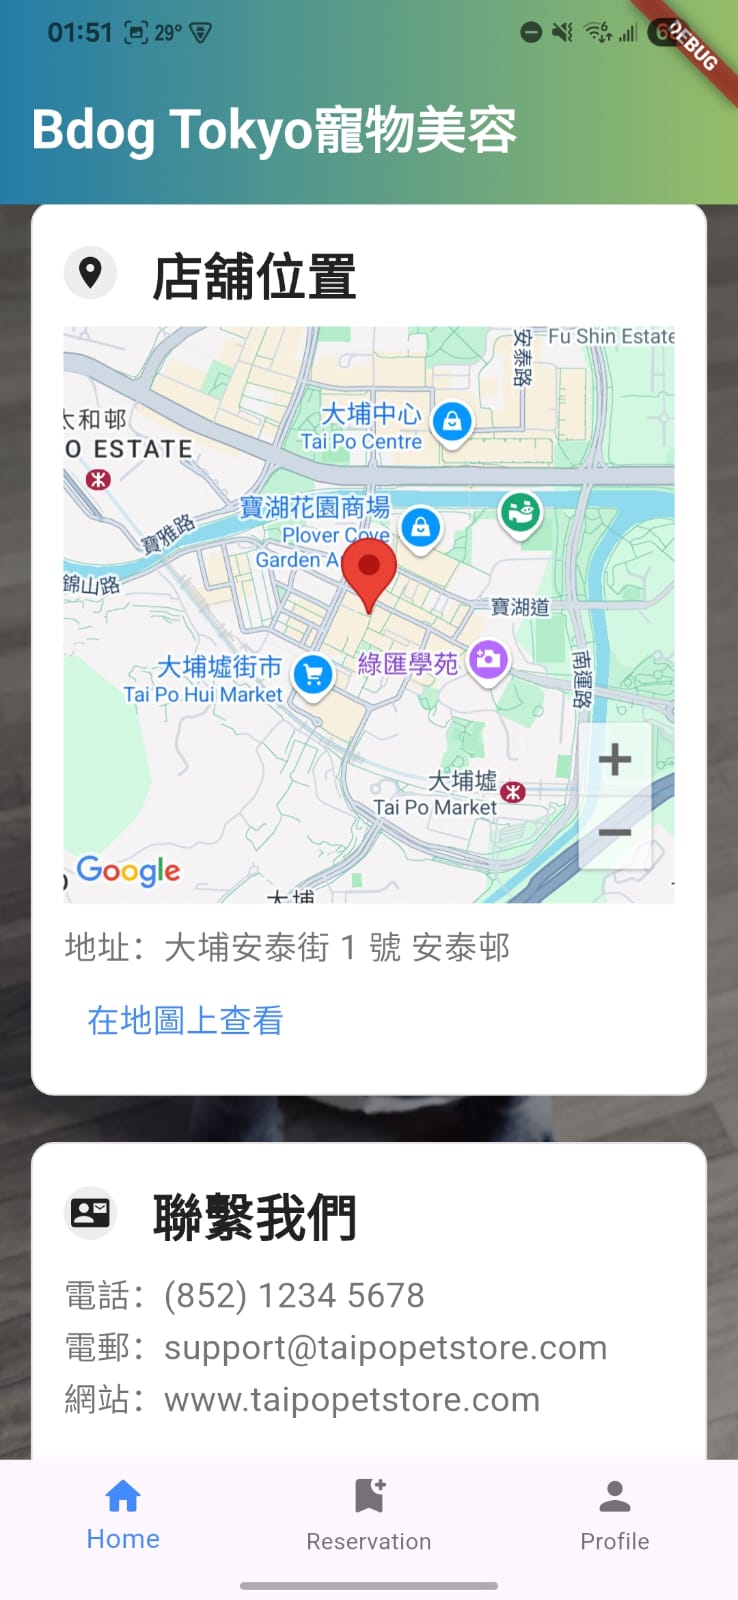 01:51 29°
DEBUG
Bdog Tokyo寵物美容
店舖位置
安泰路
Fu Shin Estate
大埔中心
Tai Po Centre
太和邨
O ESTATE
寶湖花園商場
Plover Cove
Garden A
寶雅路
錦山路
寶湖道
大埔墟街市
Tai Po Hui Market
綠匯學苑
南運路
大埔墟
Tai Po Market
Google
大埔
地址：大埔安泰街 1 號 安泰邨
在地圖上查看
聯繫我們
電話：(852) 1234 5678
電郵：support@taipopetstore.com
網站：www.taipopetstore.com
Home
Reservation
Profile